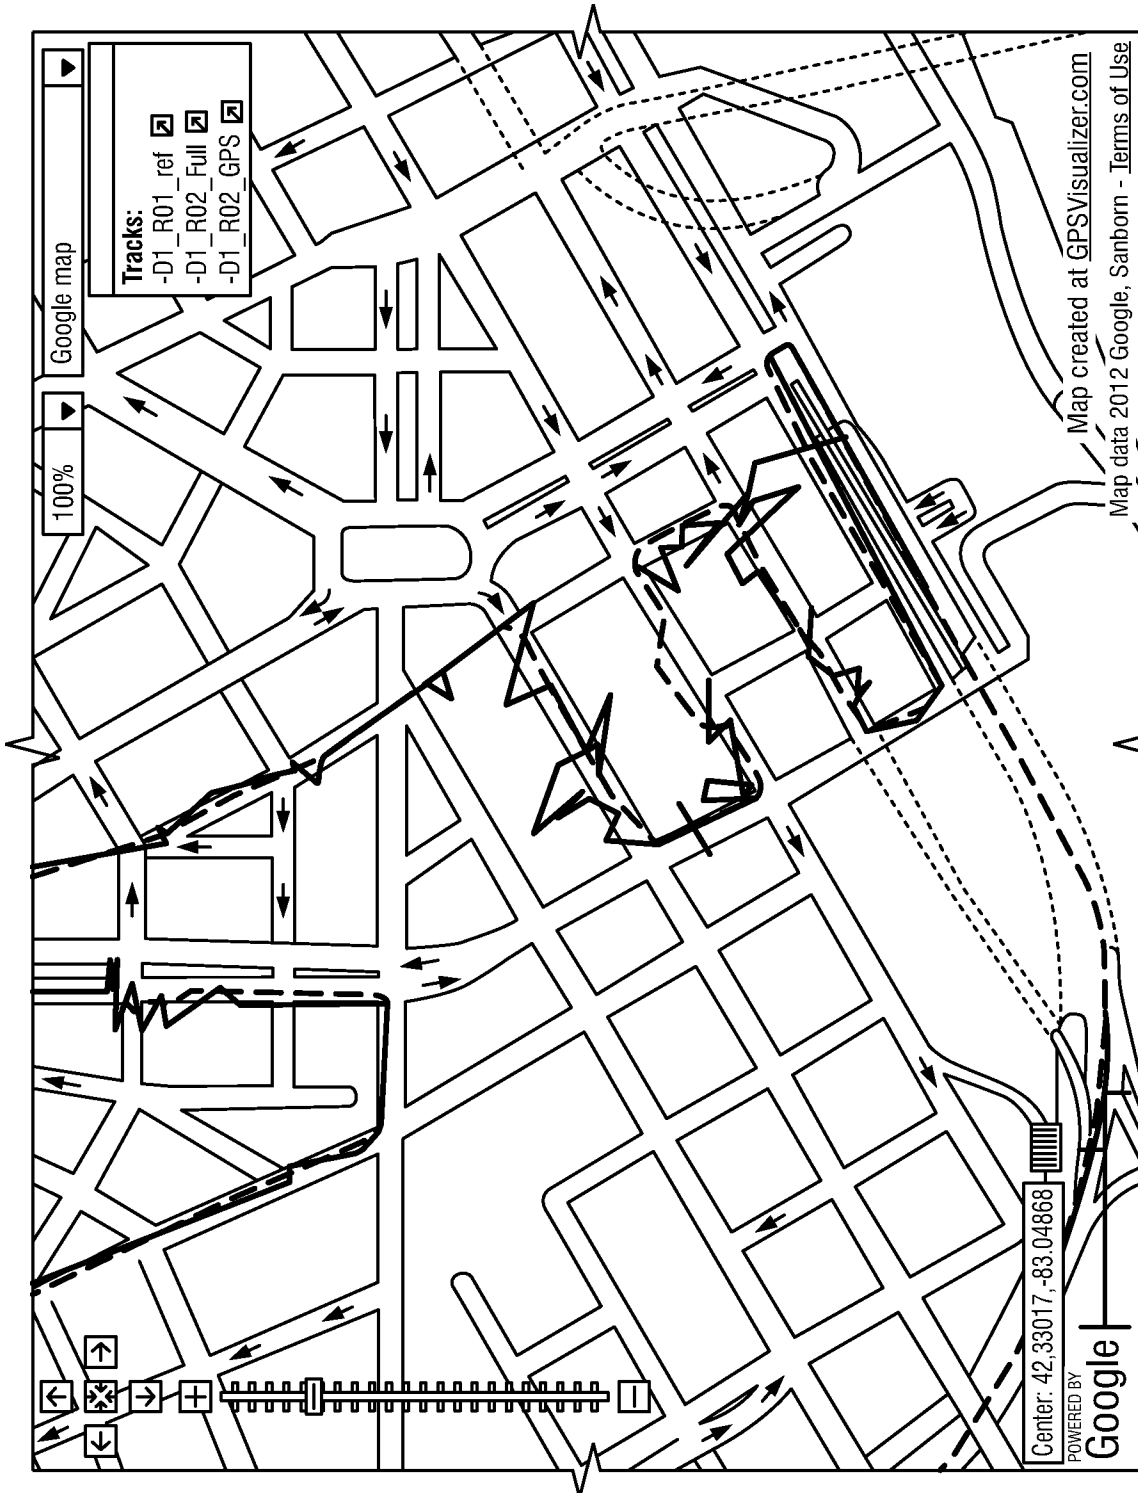 100%
Google map
Tracks:
-D1_R01_ref
-D1_R02_Full
-D1_R02_GPS
Center: 42,33017,-83.04868
POWERED BY
Google
Map created at GPSVisualizer.com
Map data 2012 Google, Sanborn - Terms of Use